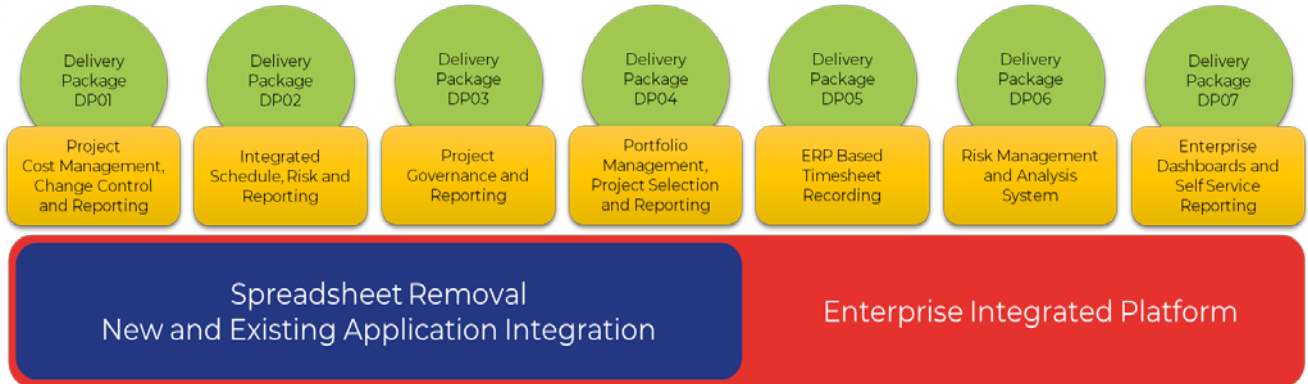 Delivery
Package
DP01
Project
Cost Management,
Change Control
and Reporting
Delivery
Package
DP02
Integrated
Schedule, Risk and
Reporting
Delivery
Package
DP03
Project
Governance and
Reporting
Delivery
Package
DP04
Portfolio
Management,
Project Selection
and Reporting
Delivery
Package
DP05
ERP Based
Timesheet
Recording
Delivery
Package
DP06
Risk Management
and Analysis
System
Delivery
Package
DP07
Enterprise
Dashboards and
Self Service
Reporting
Spreadsheet Removal
New and Existing Application Integration
Enterprise Integrated Platform